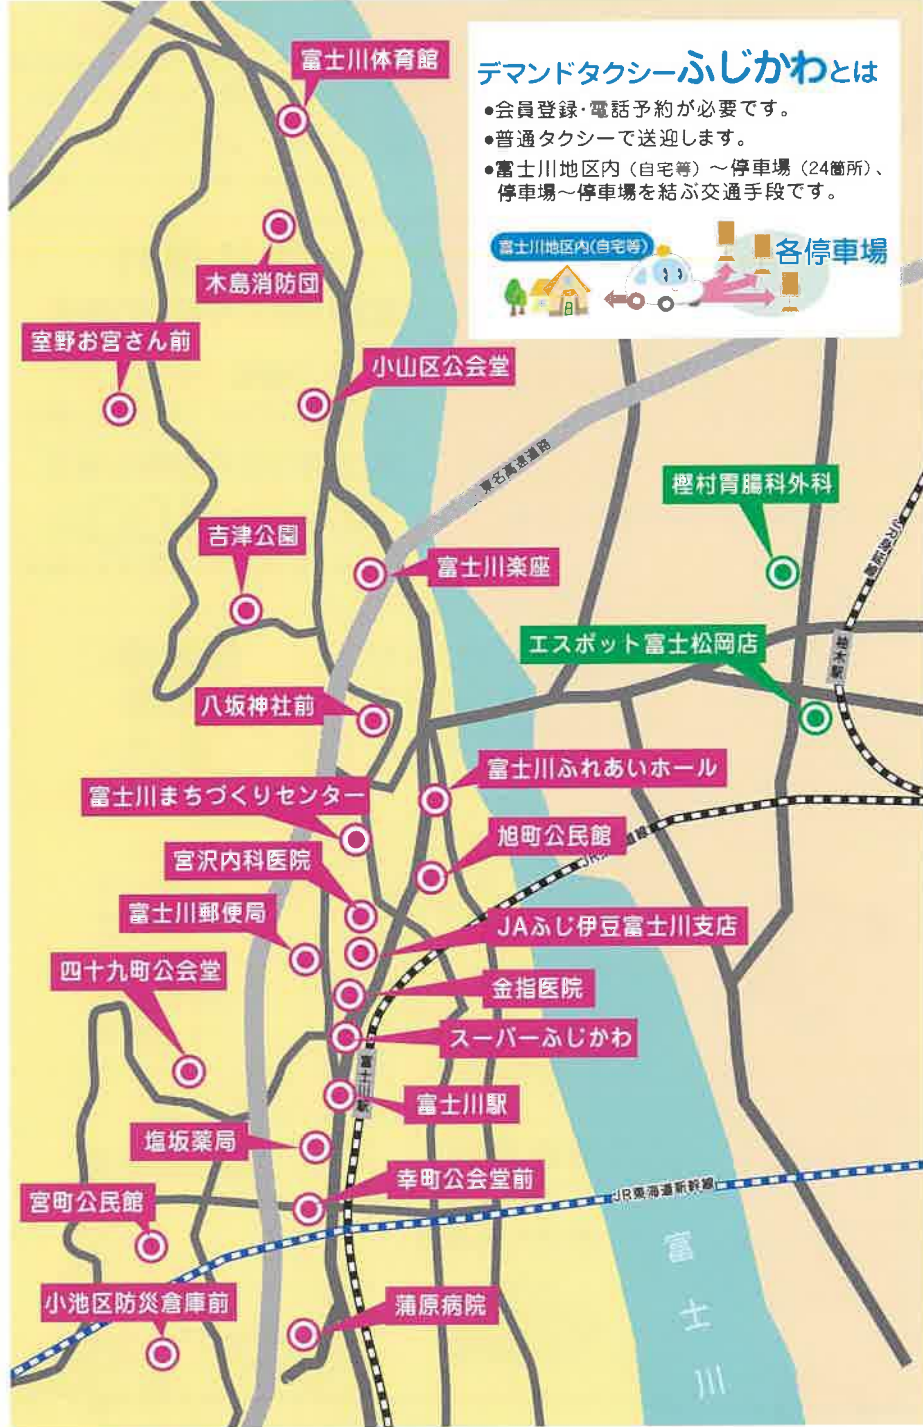 富士川体育館
デマンドタクシーふじかわとは
●会員登録・電話予約が必要です。
●普通タクシーで送迎します。
●富士川地区内（自宅等）～停車場（24箇所）、
停車場～停車場を結ぶ交通手段です。
富士川地区内(自宅等)
各停車場
木島消防団
室野お宮さん前
小山区公会堂
東名高速道路
樫村胃腸科外科
吉津公園
富士川楽座
エスポット富士松岡店
柚木駅
八坂神社前
富士川ふれあいホール
富士川まちづくりセンター
旭町公民館
宮沢内科医院
富士川郵便局
JAふじ伊豆富士川支店
四十九町公会堂
金指医院
スーパーふじかわ
富士川駅
富士川駅
塩坂薬局
幸町公会堂前
JR東海道新幹線
宮町公民館
富士川
小池区防災倉庫前
蒲原病院